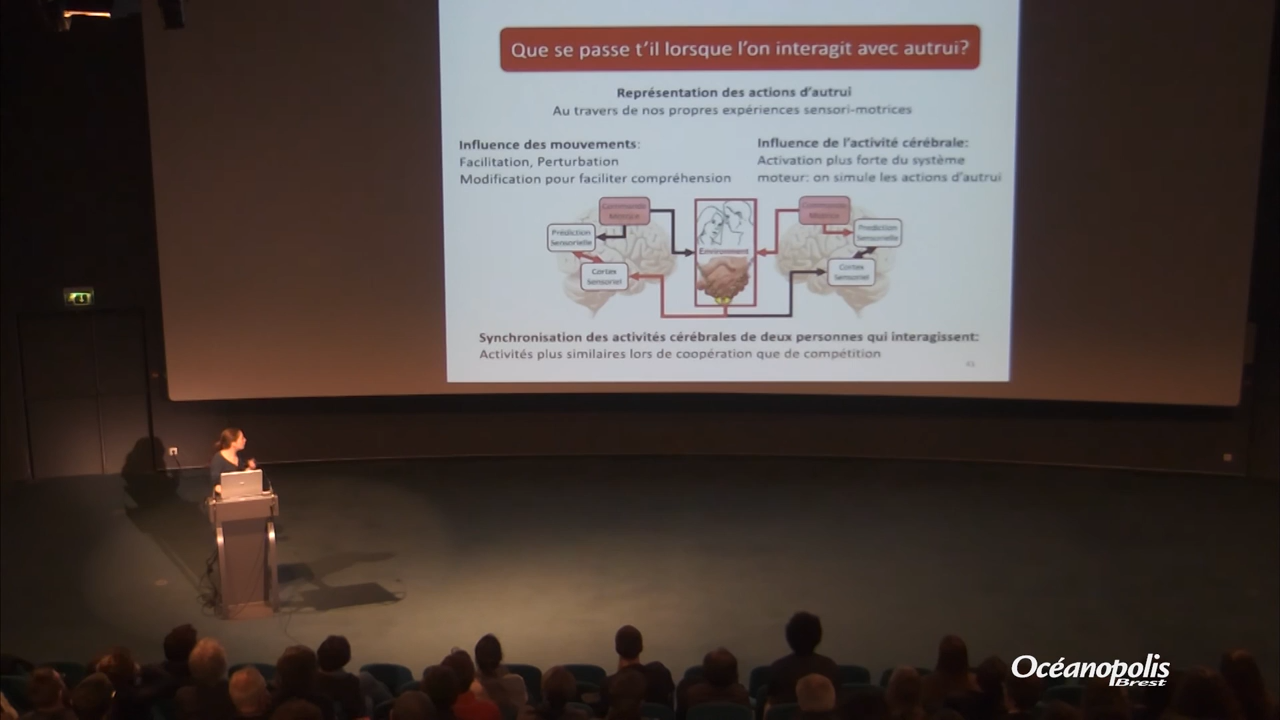 Que se passe t’il lorsque l’on interagit avec autrui?
Représentation des actions d’autrui
Au travers de nos propres expériences sensori-motrices
Influence des mouvements:
Facilitation, Perturbation
Modification pour faciliter compréhension
Influence de l’activité cérébrale:
Activation plus forte du système
moteur: on simule les actions d’autrui
Commande
Motrice
Prédiction
Sensorielle
Cortex
Sensoriel
Environment
Commande
Motrice
Prediction
Sensorielle
Cortex
Sensoriel
Synchronisation des activités cérébrales de deux personnes qui interagissent:
Activités plus similaires lors de coopération que de compétition
Océanopolis
Brest